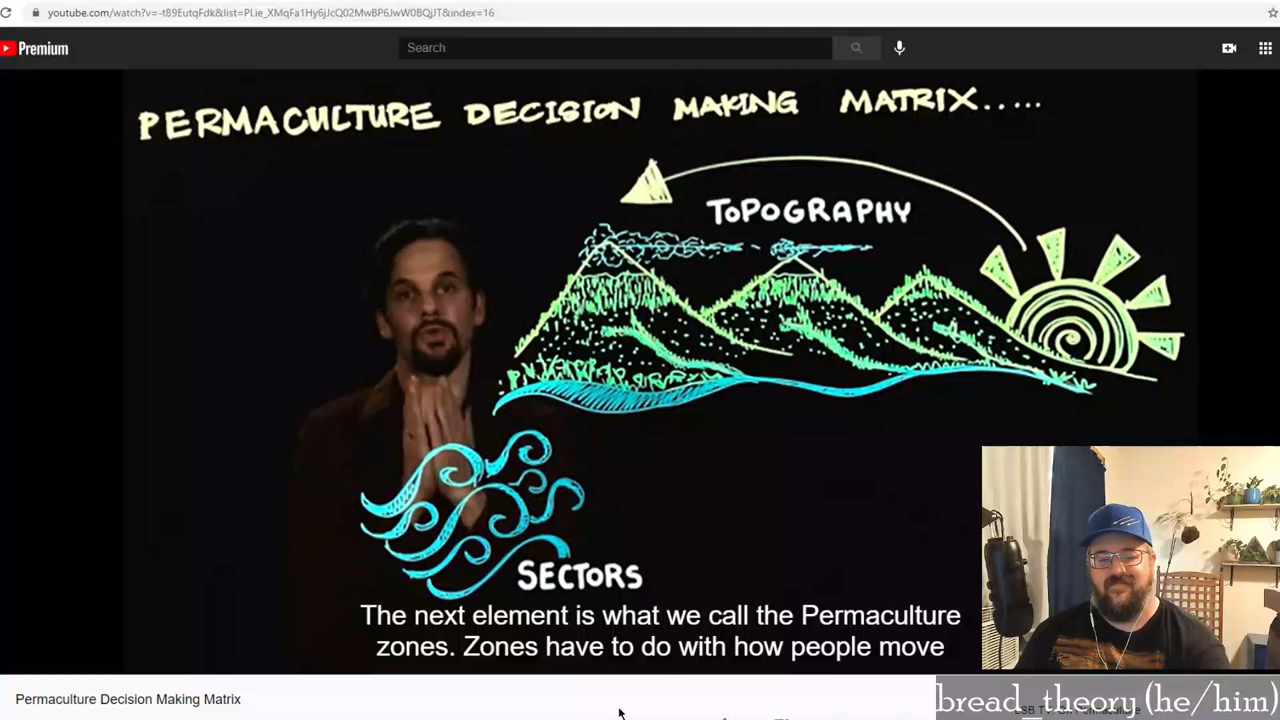 youtube.com/watch?v=-t89EutqFdk&list=PLie_XMqFa1Hy6jJcQ02MwBP6JwW0BQjJT&index=16
Premium
Search
PERMACULTURE DECISION MAKING MATRIX.....
TOPOGRAPHY
SECTORS
The next element is what we call the Permaculture
zones. Zones have to do with how people move
Permaculture Decision Making Matrix
bread_theory (he/him)